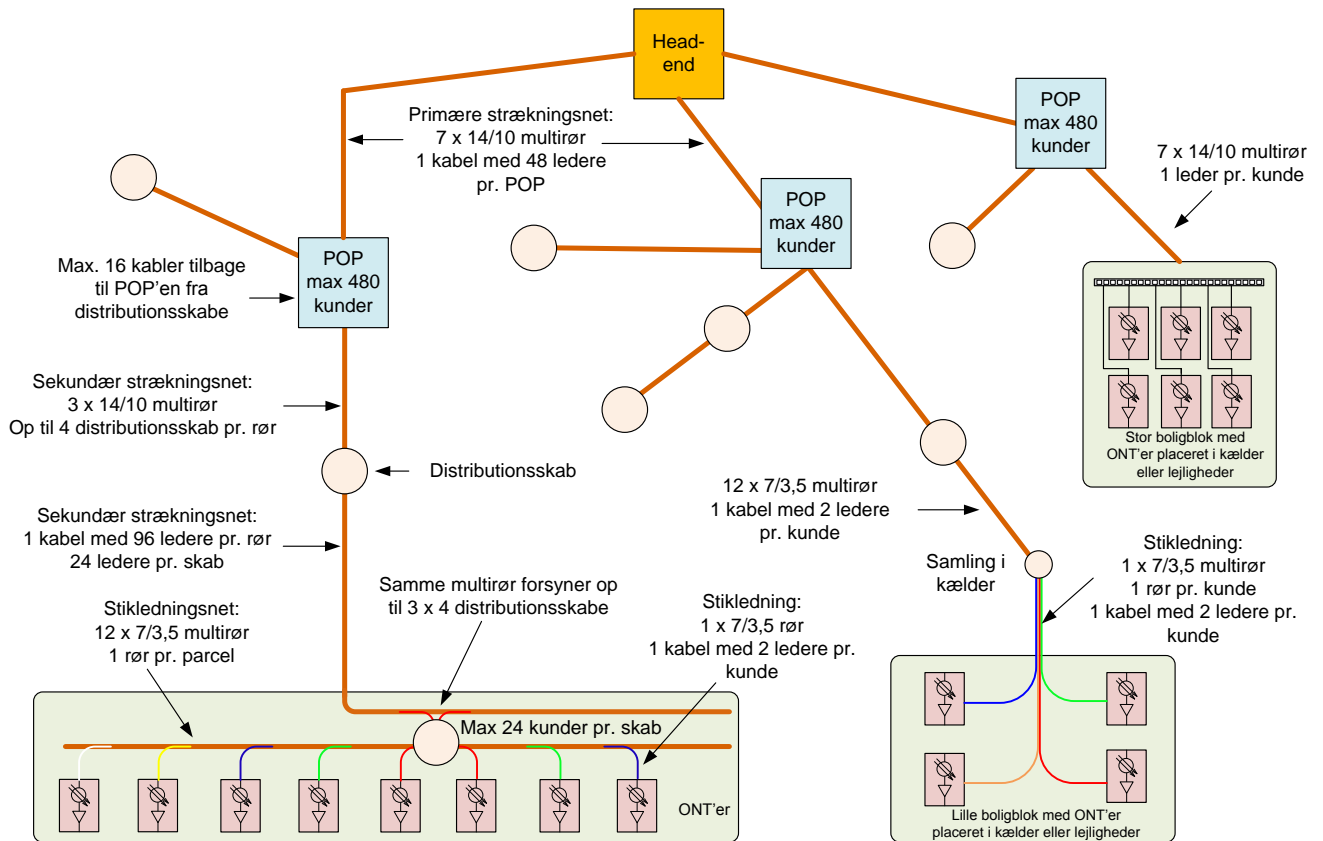 Head-
end
POP
max 480
kunder
Primære strækningsnet:
7 x 14/10 multirør
1 kabel med 48 ledere
pr. POP
7 x 14/10 multirør
1 leder pr. kunde
POP
max 480
kunder
POP
max 480
kunder
Max. 16 kabler tilbage
til POP'en fra
distributionsskabe
Sekundær strækningsnet:
3 x 14/10 multirør
Op til 4 distributionsskab pr. rør
Stor boligblok med
ONT'er placeret i kælder
eller lejligheder
Distributionsskab
12 x 7/3,5 multirør
1 kabel med 2 ledere
pr. kunde
Sekundær strækningsnet:
1 kabel med 96 ledere pr. rør
24 ledere pr. skab
Samling i
kælder
Stikledning:
1 x 7/3,5 multirør
1 rør pr. kunde
1 kabel med 2 ledere pr.
kunde
Samme multirør forsyner op
til 3 x 4 distributionsskabe
Stikledning:
1 x 7/3,5 rør
1 kabel med 2 ledere pr.
kunde
Stikledningsnet:
12 x 7/3,5 multirør
1 rør pr. parcel
Max 24 kunder pr. skab
ONT'er
Lille boligblok med ONT'er
placeret i kælder eller lejligheder